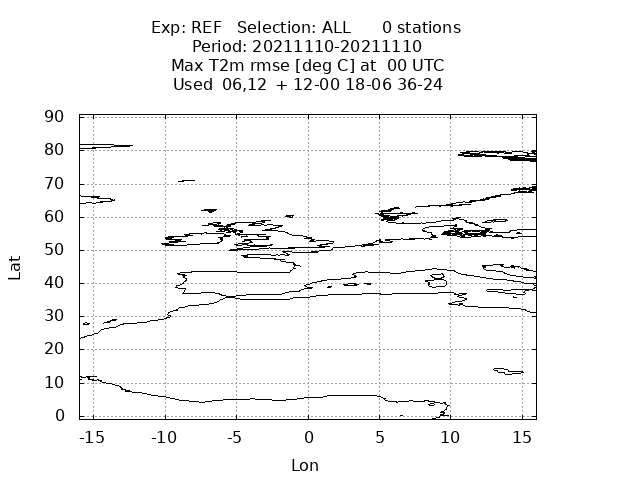 Exp: REF Selection: ALL 0 stations
Period: 20211110-20211110
Max T2m rmse [deg C] at 00 UTC
Used 06,12 + 12-00 18-06 36-24
90
80
70
60
50
40
30
20
10
0
Lat
-15 -10 -5 0 5 10 15
Lon